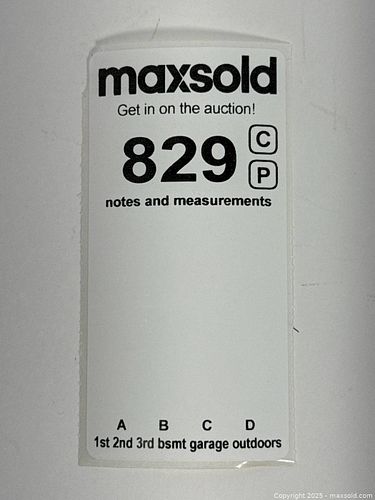 maxsold
Get in on the auction!
829 C
P
notes and measurements
A B C D
1st 2nd 3rd bsmt garage outdoors
Copyright © 2025 - maxsold.com